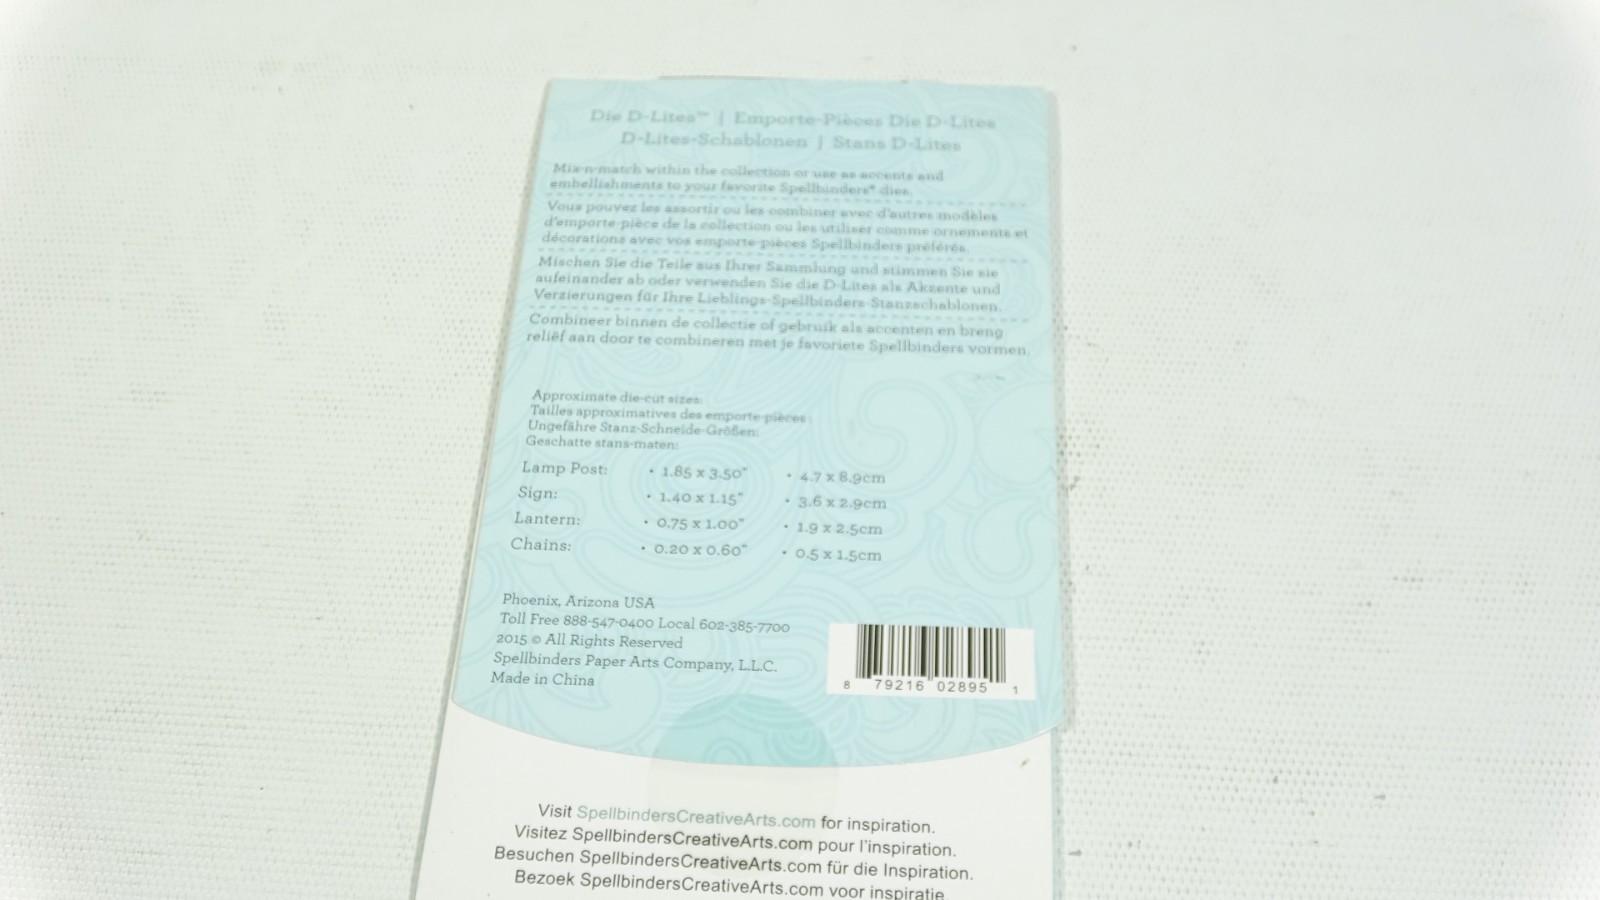 Die D-Lites™ | Emporte-Pièces Die D-Lites
D-Lites-Schablonen | Stans D-Lites
Mix-n-match within the collection or use as accents and
embellishments to your favorite Spellbinders® dies.
Vous pouvez les assortir ou les combiner avec d'autres modèles
d'emporte-pièce de la collection ou les utiliser comme ornements et
décorations avec vos emporte-pièces Spellbinders préférés.
Mischen Sie die Teile aus Ihrer Sammlung und stimmen Sie sie
aufeinander ab oder verwenden Sie die D-Lites als Akzente und
Verzierungen für Ihre Lieblings-Spellbinders-Stanzschablonen.
Combineer binnen de collectie of gebruik als accenten en breng
reliëf aan door te combineren met je favoriete Spellbinders vormen.
Approximate die-cut sizes:
Tailles approximatives des emporte-pièces :
Ungefähre Stanz-Schneide-Größen:
Geschatte stans-maten:
Lamp Post: • 1.85 x 3.50" • 4.7 x 8.9cm
Sign: • 1.40 x 1.15" • 3.6 x 2.9cm
Lantern: • 0.75 x 1.00" • 1.9 x 2.5cm
Chains: • 0.20 x 0.60" • 0.5 x 1.5cm
Phoenix, Arizona USA
Toll Free 888-547-0400 Local 602-385-7700
2015 © All Rights Reserved
Spellbinders Paper Arts Company, L.L.C.
Made in China
8 79216 02895 1
Visit SpellbindersCreativeArts.com for inspiration.
Visitez SpellbindersCreativeArts.com pour l'inspiration.
Besuchen SpellbindersCreativeArts.com für die Inspiration.
Bezoek SpellbindersCreativeArts.com voor inspiratie.